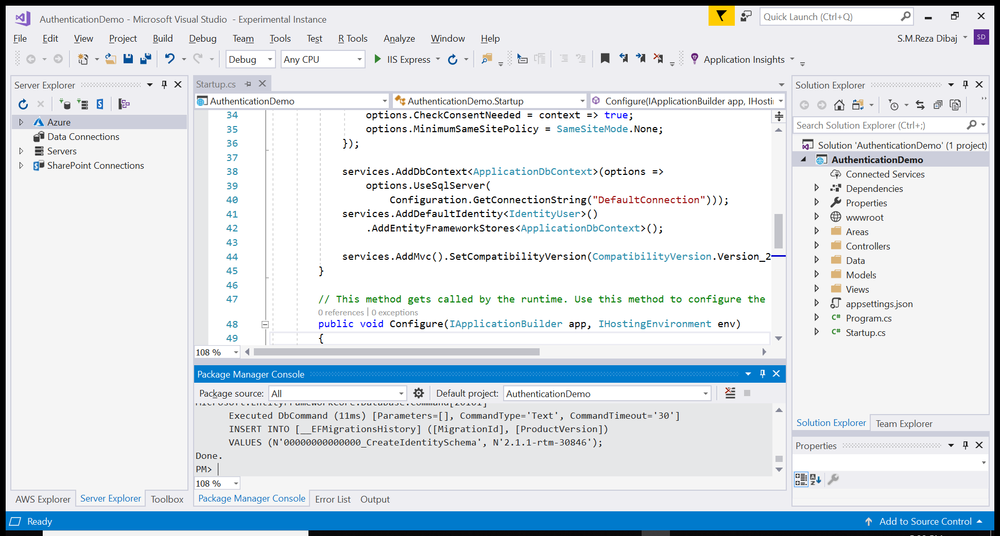 AuthenticationDemo - Microsoft Visual Studio - Experimental Instance
Quick Launch (Ctrl+Q)
File Edit View Project Build Debug Team Tools Test R Tools Analyze Window Help
S.M.Reza Dibaj SD
Debug Any CPU IIS Express Application Insights
Server Explorer
Azure
Data Connections
Servers
SharePoint Connections
AWS Explorer Server Explorer Toolbox
Startup.cs
AuthenticationDemo AuthenticationDemo.Startup Configure(IApplicationBuilder app, IHosti
34 options.CheckConsentNeeded = context => true;
35 options.MinimumSameSitePolicy = SameSiteMode.None;
36 });
37
38 services.AddDbContext<ApplicationDbContext>(options =>
39 options.UseSqlServer(
40 Configuration.GetConnectionString("DefaultConnection")));
41 services.AddDefaultIdentity<IdentityUser>()
42 .AddEntityFrameworkStores<ApplicationDbContext>();
43
44 services.AddMvc().SetCompatibilityVersion(CompatibilityVersion.Version_2
45 }
46
47 // This method gets called by the runtime. Use this method to configure the
0 references | 0 exceptions
48 public void Configure(IApplicationBuilder app, IHostingEnvironment env)
49 {
108 %
Package Manager Console
Package source: All Default project: AuthenticationDemo
Microsoft.EntityFrameworkCore.Database.Command[20101]
Executed DbCommand (11ms) [Parameters=[], CommandType='Text', CommandTimeout='30']
INSERT INTO [__EFMigrationsHistory] ([MigrationId], [ProductVersion])
VALUES (N'00000000000000_CreateIdentitySchema', N'2.1.1-rtm-30846');
Done.
PM>
108 %
Package Manager Console Error List Output
Solution Explorer
Search Solution Explorer (Ctrl+;)
Solution 'AuthenticationDemo' (1 project)
AuthenticationDemo
Connected Services
Dependencies
Properties
wwwroot
Areas
Controllers
Data
Models
Views
appsettings.json
C# Program.cs
C# Startup.cs
Solution Explorer Team Explorer
Properties
Ready
Add to Source Control